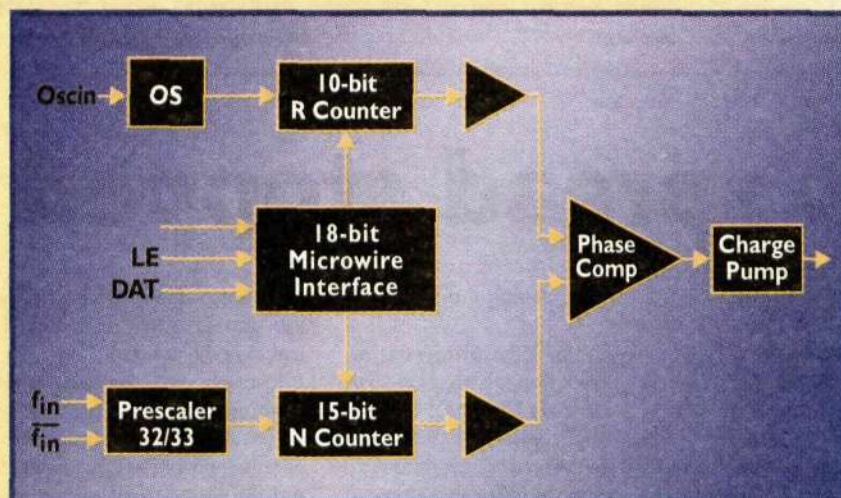 Oscin
OS
10-bit
R Counter
LE
DAT
18-bit
Microwire
Interface
Phase
Comp
Charge
Pump
fin
fin
Prescaler
32/33
15-bit
N Counter